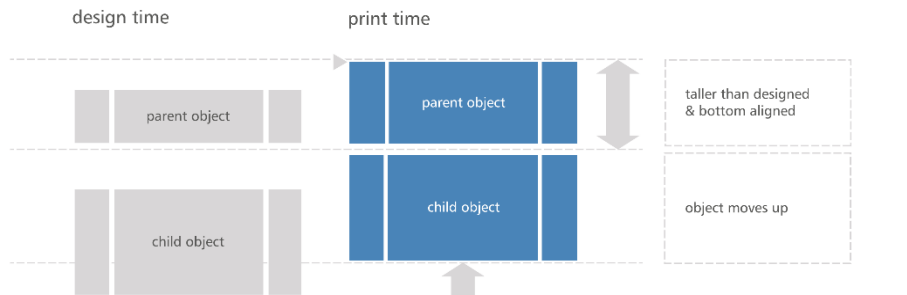 design time
print time
parent object
parent object
taller than designed
& bottom aligned
child object
child object
object moves up